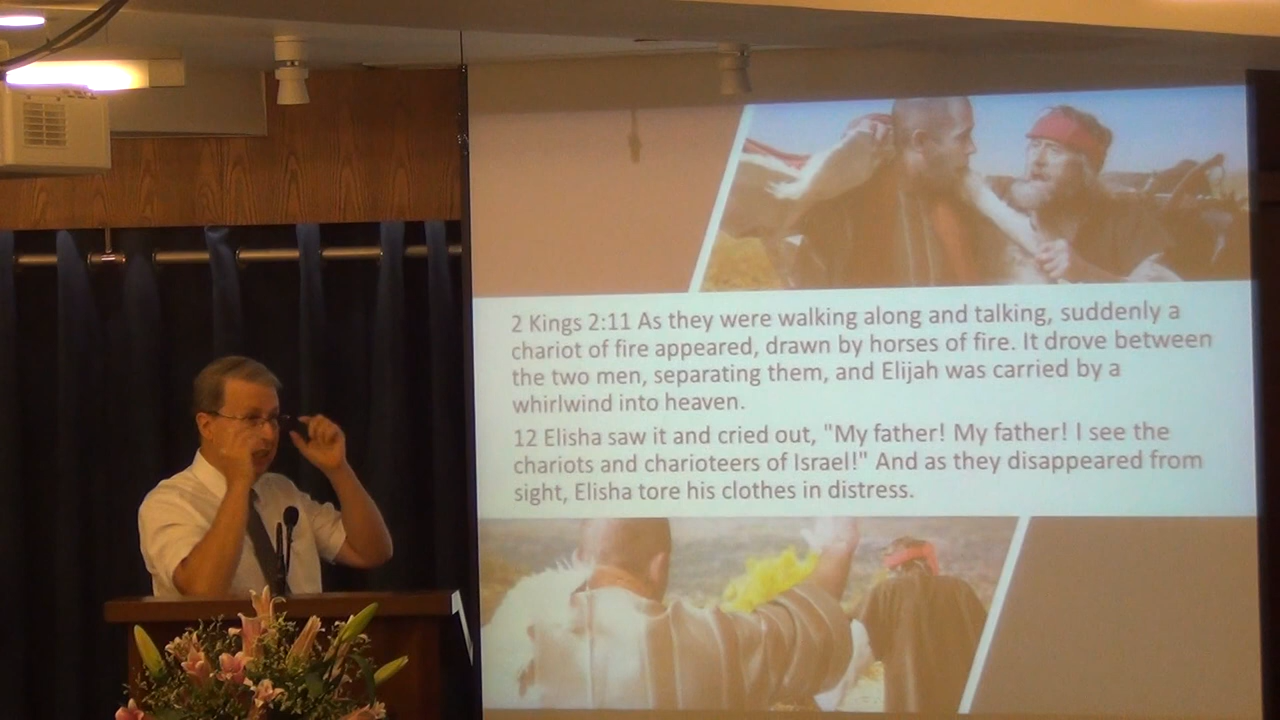 2 Kings 2:11 As they were walking along and talking, suddenly a
chariot of fire appeared, drawn by horses of fire. It drove between
the two men, separating them, and Elijah was carried by a
whirlwind into heaven.
12 Elisha saw it and cried out, "My father! My father! I see the
chariots and charioteers of Israel!" And as they disappeared from
sight, Elisha tore his clothes in distress.